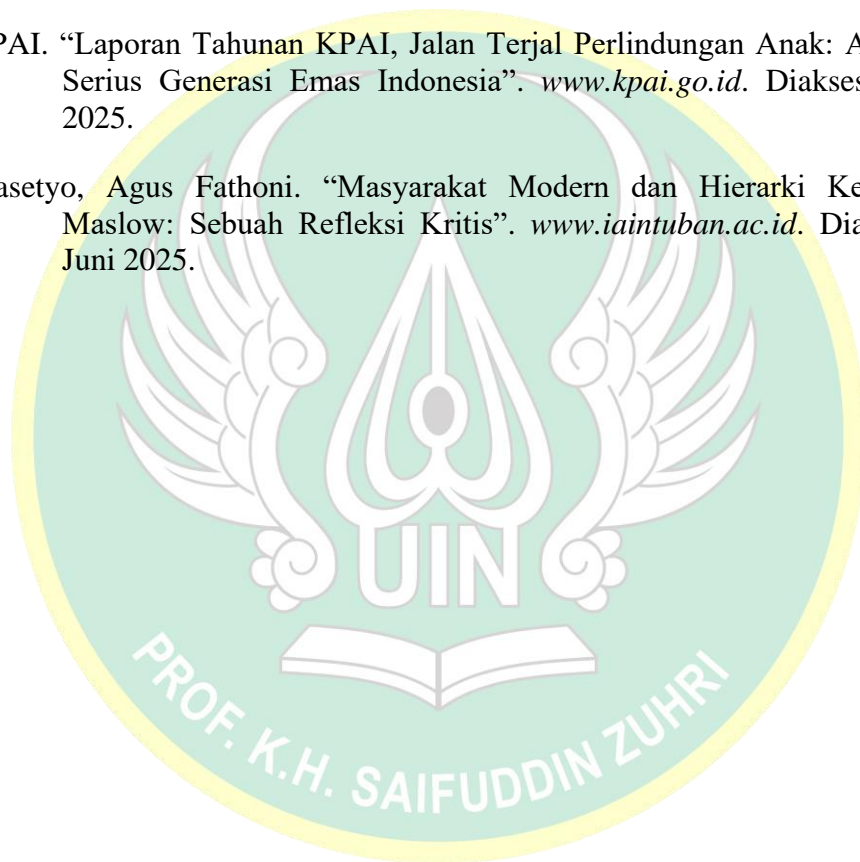 PAI. “Laporan Tahunan KPAI, Jalan Terjal Perlindungan Anak: A
Serius Generasi Emas Indonesia”. www.kpai.go.id. Diakses
2025.
asetyo, Agus Fathoni. “Masyarakat Modern dan Hierarki Ke
Maslow: Sebuah Refleksi Kritis”. www.iaintuban.ac.id. Dia
Juni 2025.
UIN
PROF. K.H. SAIFUDDIN ZUHRI